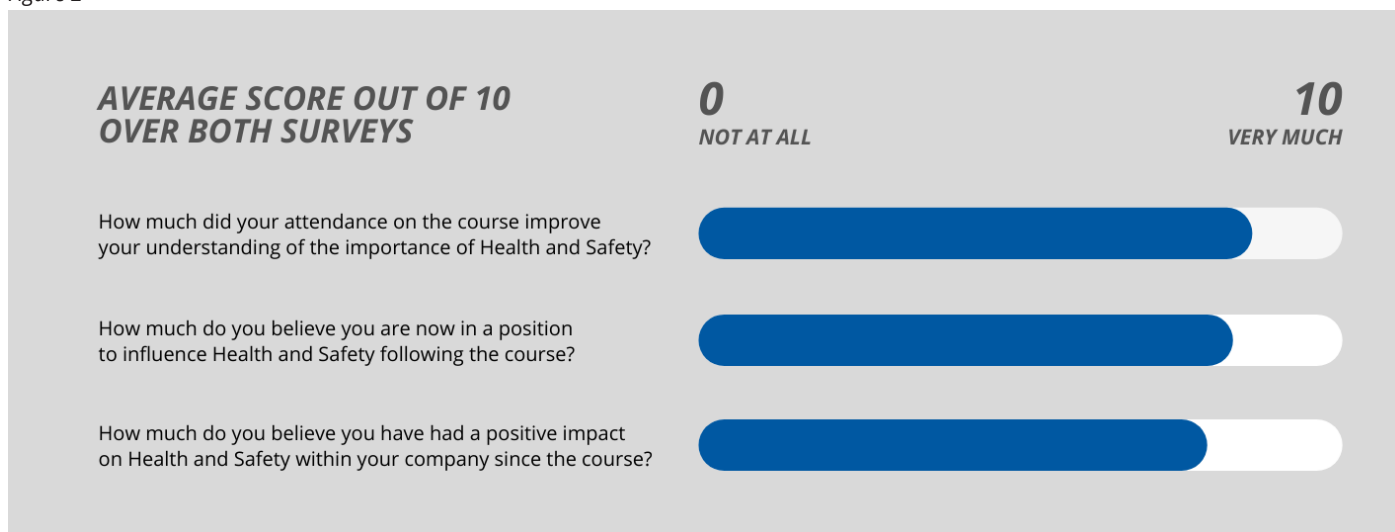 AVERAGE SCORE OUT OF 10
OVER BOTH SURVEYS
0
NOT AT ALL
10
VERY MUCH
How much did your attendance on the course improve
your understanding of the importance of Health and Safety?
How much do you believe you are now in a position
to influence Health and Safety following the course?
How much do you believe you have had a positive impact
on Health and Safety within your company since the course?